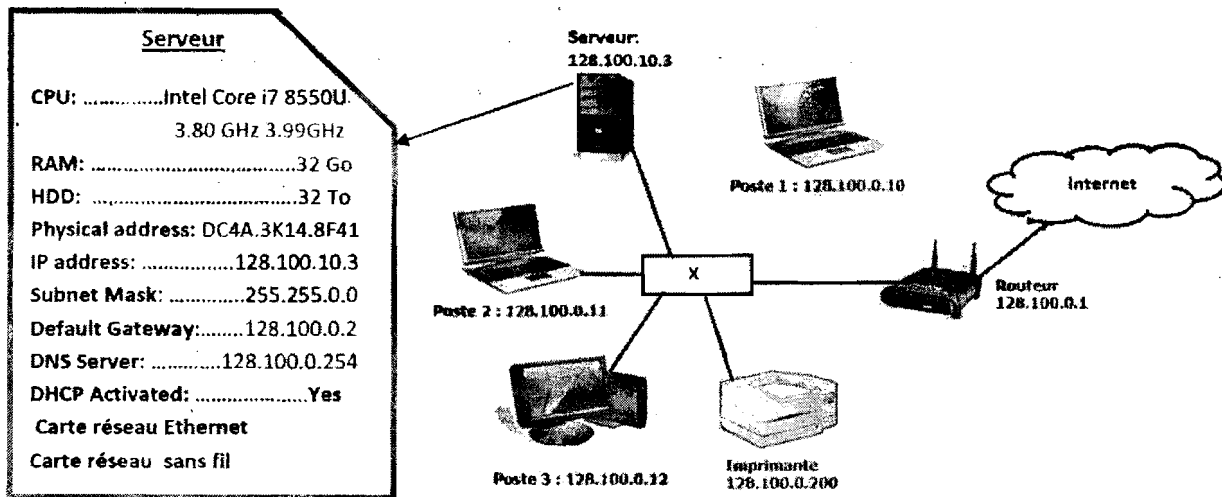 Serveur
CPU: ..............Intel Core i7 8550U
3.80 GHz 3.99GHz
RAM: ...................................32 Go
HDD: ...................................32 To
Physical address: DC4A.3K14.8F41
IP address: ................128.100.10.3
Subnet Mask: .............255.255.0.0
Default Gateway:........128.100.0.2
DNS Server: .............128.100.0.254
DHCP Activated: ...................Yes
Carte réseau Ethernet
Carte réseau sans fil
Serveur:
128.100.10.3
Poste 1 : 128.100.0.10
Internet
X
Poste 2 : 128.100.0.11
Routeur
128.100.0.1
Poste 3 : 128.100.0.12
Imprimante
128.100.0.200